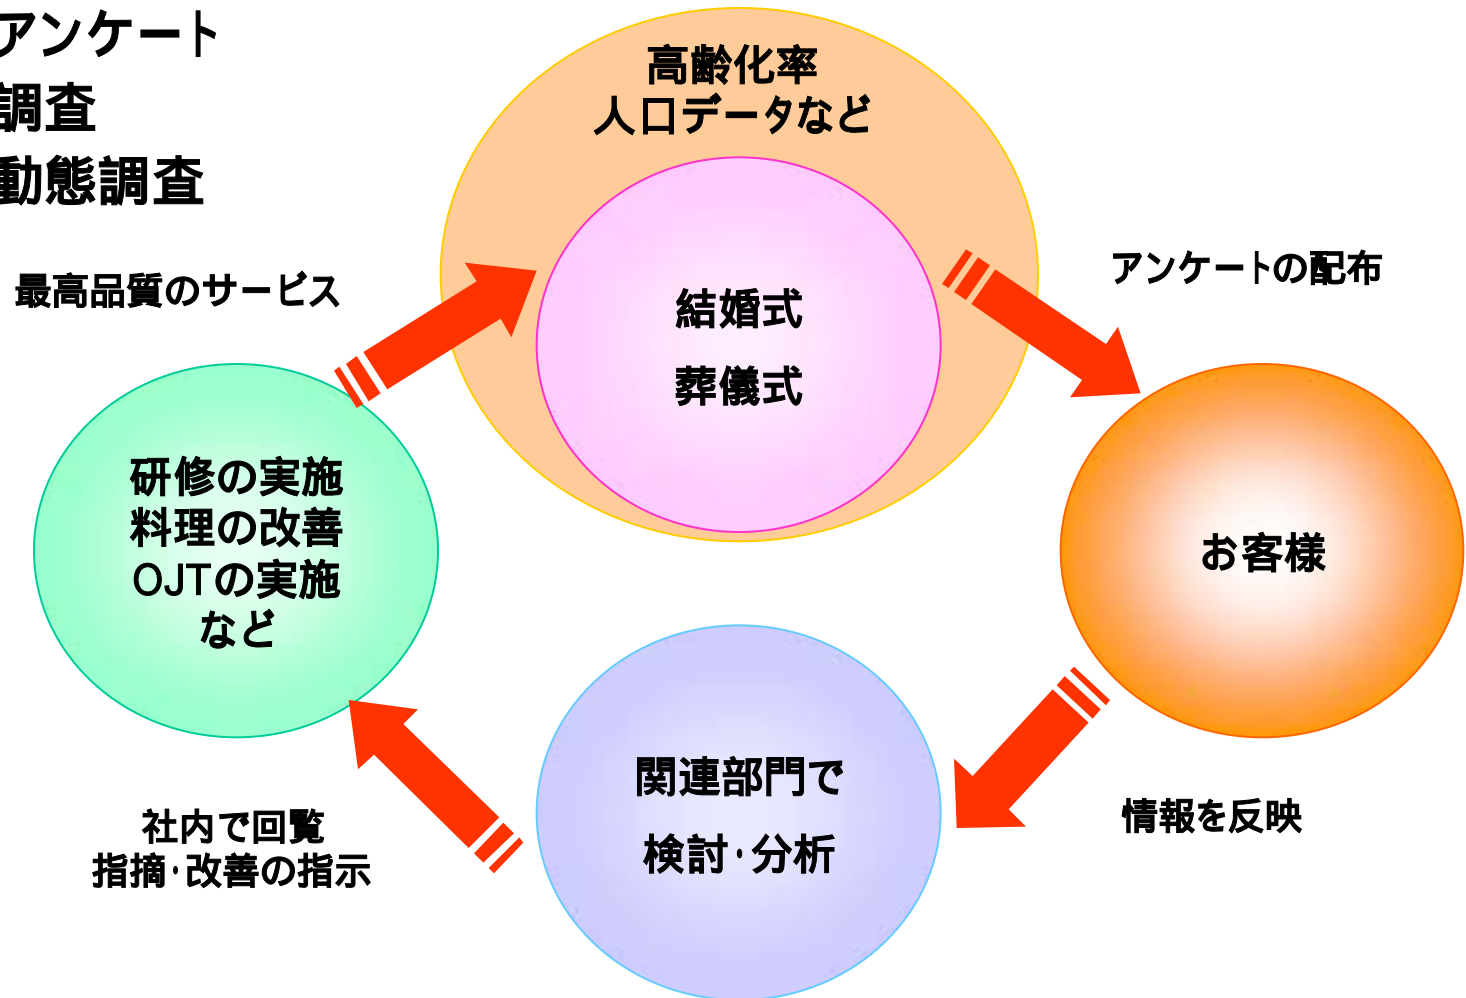 アンケート
調査
動態調査
高齢化率
人口データなど
結婚式
葬儀式
最高品質のサービス
アンケートの配布
研修の実施
料理の改善
OJTの実施
など
お客様
関連部門で
検討・分析
社内で回覧
指摘・改善の指示
情報を反映